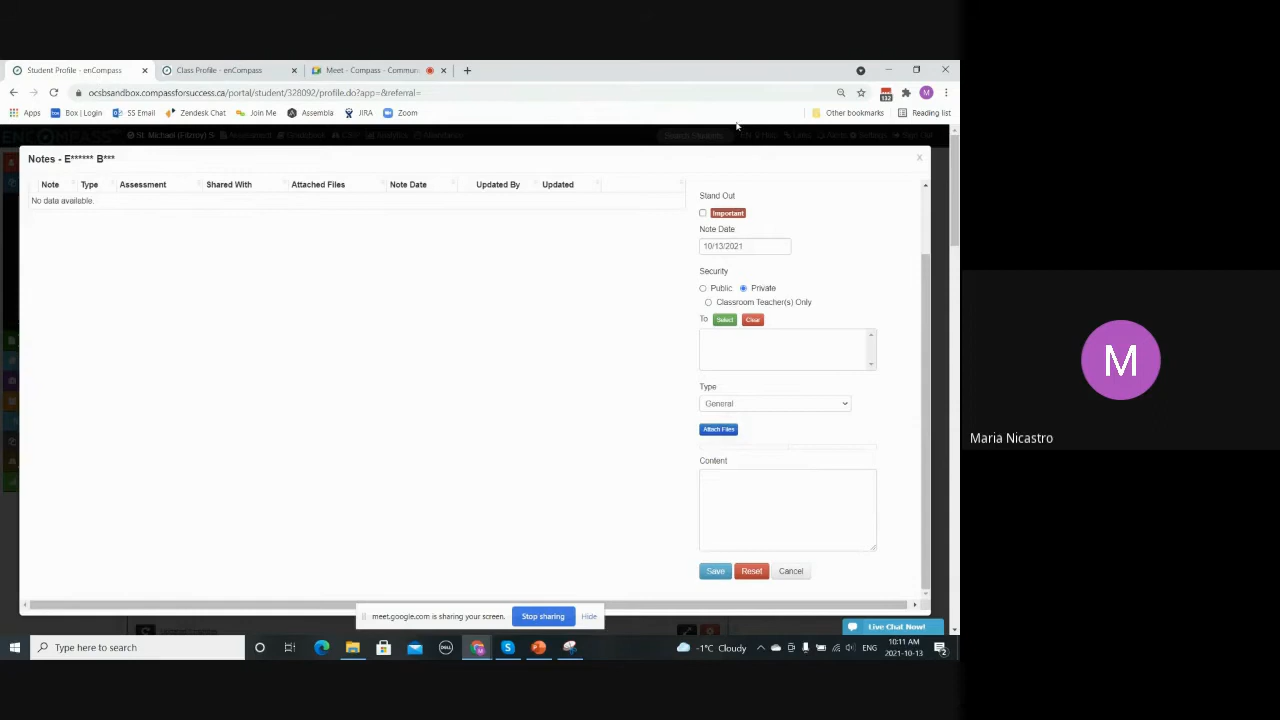 Student Profile - enCompass
Class Profile - enCompass
Meet - Compass - Commun
ocsbsandbox.compassforsuccess.ca/portal/student/328092/profile.do?app=&referral=
132
M
Apps
Box | Login
SS Email
Zendesk Chat
Join Me
Assembla
JIRA
Zoom
Other bookmarks
Reading list
Notes - E****** B***
X
Note Type Assessment Shared With Attached Files Note Date Updated By Updated
No data available.
Stand Out
Important
Note Date
10/13/2021
Security
Public Private
Classroom Teacher(s) Only
To Select Clear
Type
General
Attach Files
Content
Save Reset Cancel
meet.google.com is sharing your screen. Stop sharing Hide
Live Chat Now!
Type here to search
DELL
-1°C Cloudy
ENG
10:11 AM
2021-10-13
2
M
Maria Nicastro